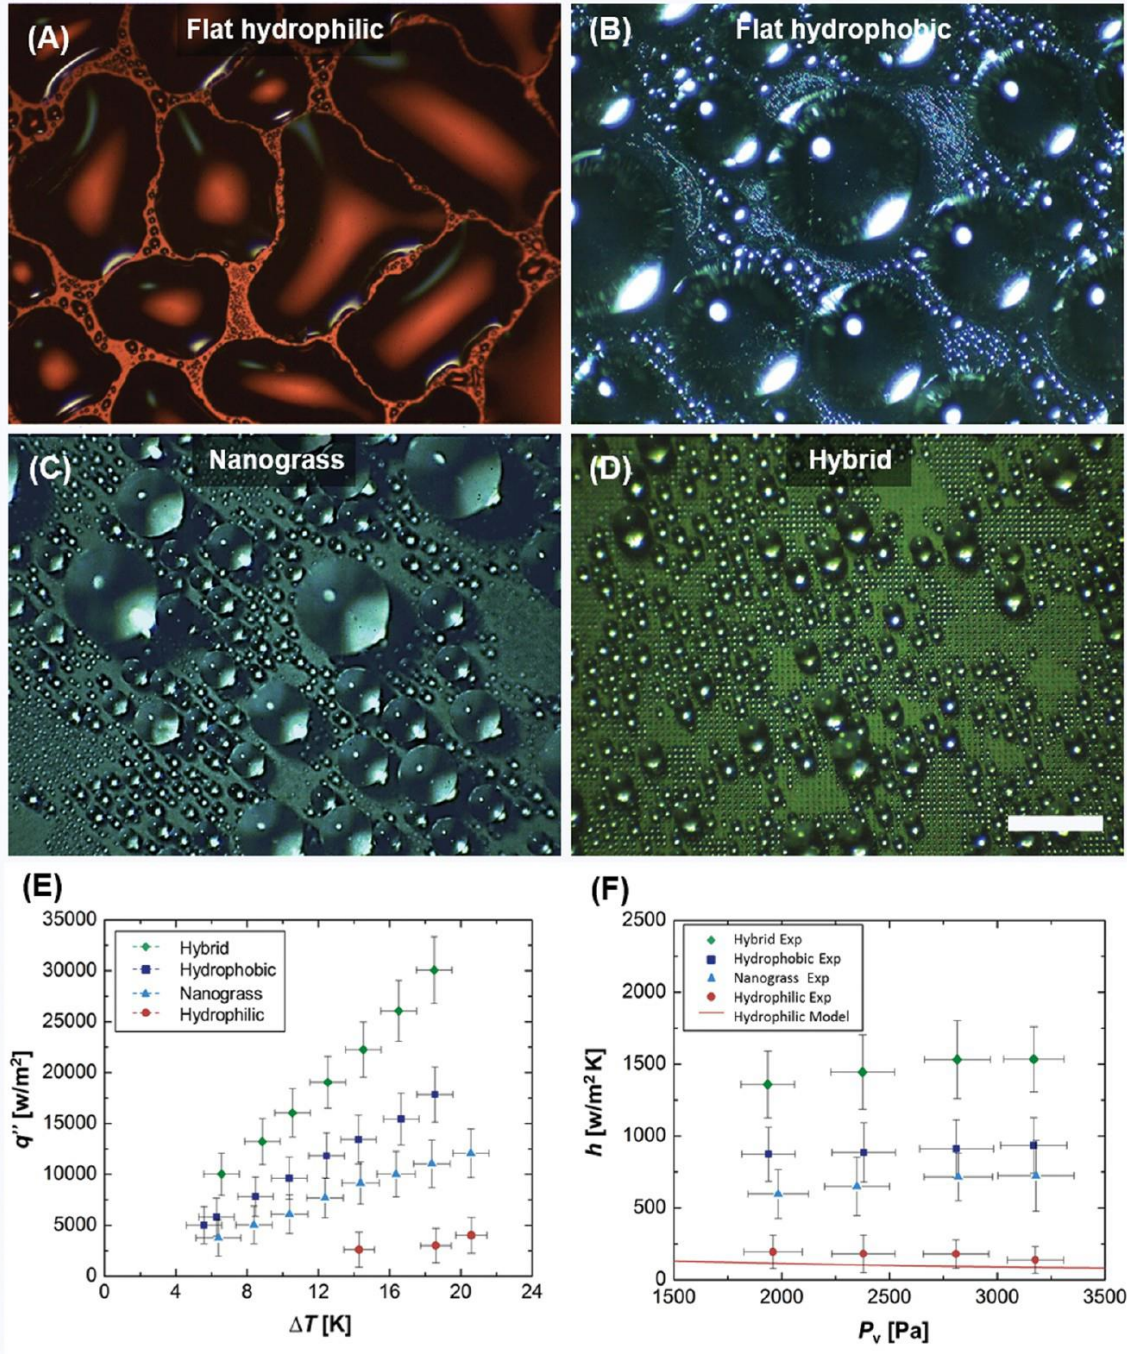 (A) Flat hydrophilic
(B) Flat hydrophobic
(C) Nanograss
(D) Hybrid
(E)
35000
30000
25000
20000
15000
10000
5000
0
q″ [w/m²]
Hybrid
Hydrophobic
Nanograss
Hydrophilic
0 4 8 12 16 20 24
ΔT [K]
(F)
2500
2000
1500
1000
500
0
h [w/m² K]
Hybrid Exp
Hydrophobic Exp
Nanograss Exp
Hydrophilic Exp
Hydrophilic Model
1500 2000 2500 3000 3500
Pv [Pa]